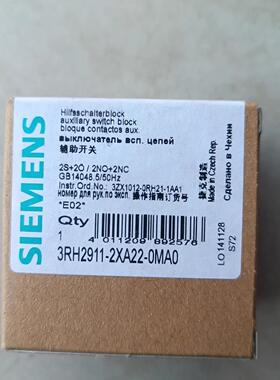 SIEMENS
Hilfsschalterblock
auxiliary switch block
bloque contactos aux.
выключатель всп. цепей
辅助开关
2S+2Ö / 2NO+2NC
GB14048.5/50Hz
Instr.Ord.No.: 3ZX1012-0RH21-1AA1
номер для рук.по эксп. 操作指南订货号
*E02*
Qty
1
4 011209 892576
3RH2911-2XA22-0MA0
捷克制造
Made in Czech Rep.
Сделано в Чехии
LO 141128
S72